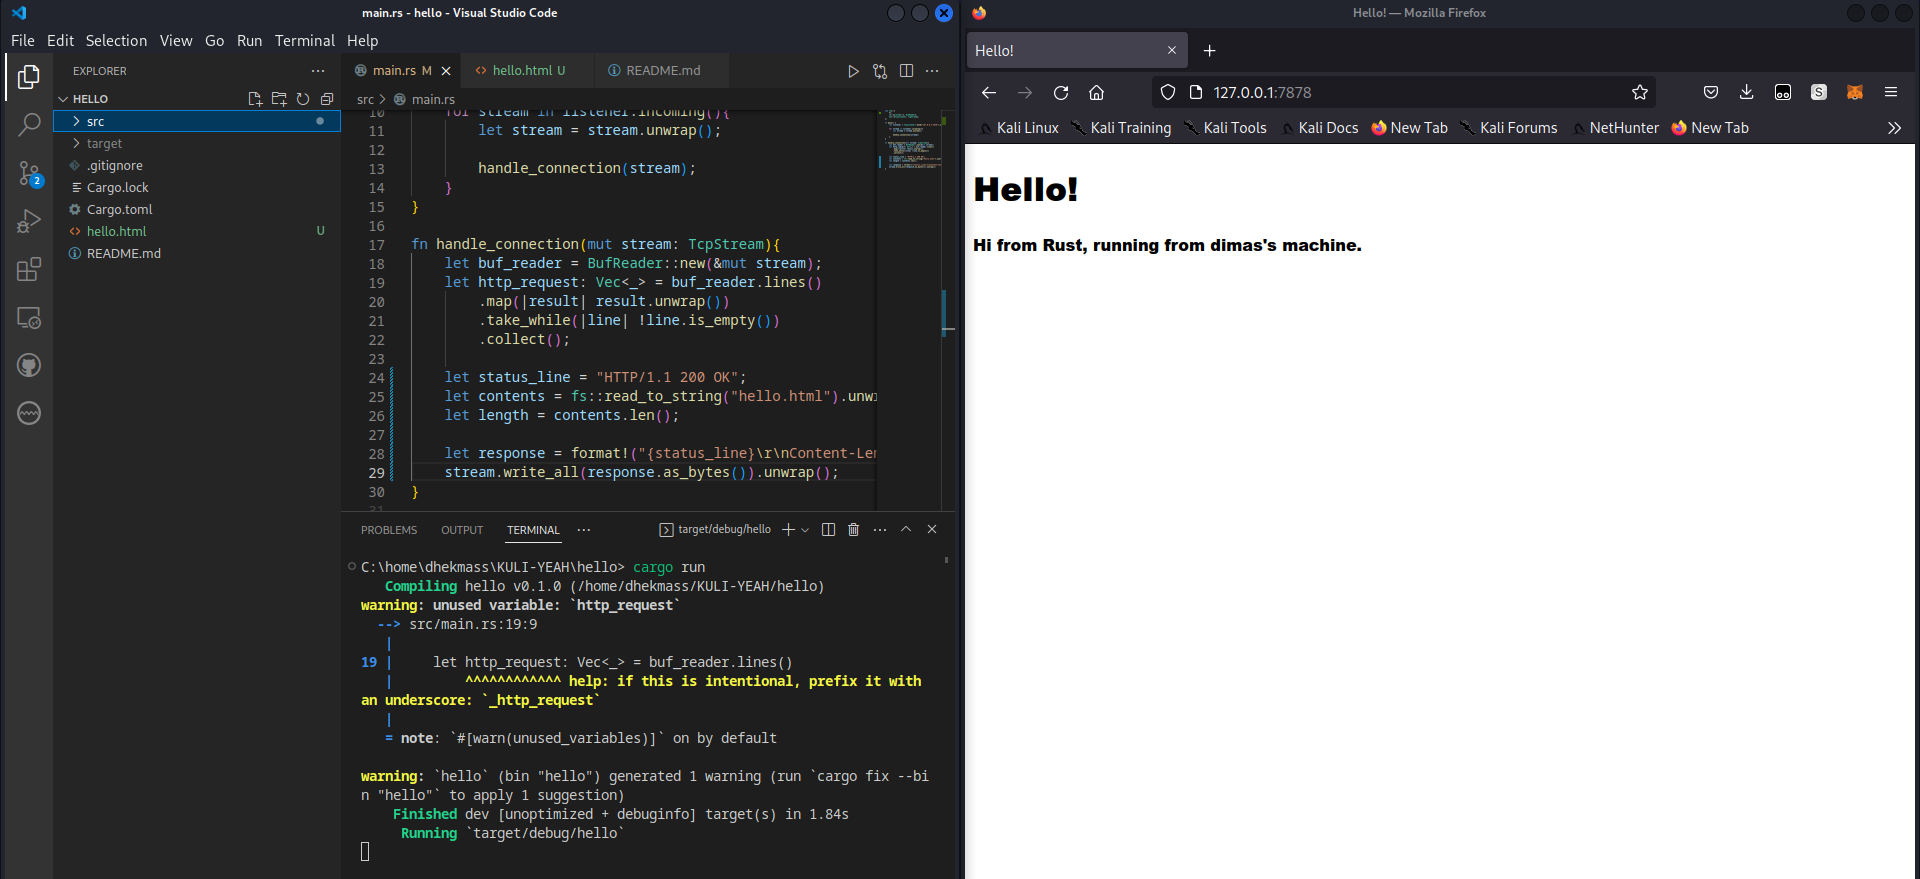 main.rs - hello - Visual Studio Code
File Edit Selection View Go Run Terminal Help
EXPLORER
HELLO
src
target
.gitignore
Cargo.lock
Cargo.toml
hello.html U
README.md
2
main.rs M
hello.html U
README.md
src > main.rs
10 for stream in listener.incoming(){
11 let stream = stream.unwrap();
12
13 handle_connection(stream);
14 }
15 }
16
17 fn handle_connection(mut stream: TcpStream){
18 let buf_reader = BufReader::new(&mut stream);
19 let http_request: Vec<_> = buf_reader.lines()
20 .map(|result| result.unwrap())
21 .take_while(|line| !line.is_empty())
22 .collect();
23
24 let status_line = "HTTP/1.1 200 OK";
25 let contents = fs::read_to_string("hello.html").unw
26 let length = contents.len();
27
28 let response = format!("{status_line}\r\nContent-Len
29 stream.write_all(response.as_bytes()).unwrap();
30 }
31
PROBLEMS OUTPUT TERMINAL ··· target/debug/hello
C:\home\dhekmass\KULI-YEAH\hello> cargo run
Compiling hello v0.1.0 (/home/dhekmass/KULI-YEAH/hello)
warning: unused variable: `http_request`
--> src/main.rs:19:9
|
19 | let http_request: Vec<_> = buf_reader.lines()
| ^^^^^^^^^^^^ help: if this is intentional, prefix it with
an underscore: `_http_request`
|
= note: `#[warn(unused_variables)]` on by default
warning: `hello` (bin "hello") generated 1 warning (run `cargo fix --bi
n "hello"` to apply 1 suggestion)
Finished dev [unoptimized + debuginfo] target(s) in 1.84s
Running `target/debug/hello`
Hello! — Mozilla Firefox
Hello!
127.0.0.1:7878
S
Kali Linux Kali Training Kali Tools Kali Docs New Tab Kali Forums NetHunter New Tab
Hello!
Hi from Rust, running from dimas's machine.